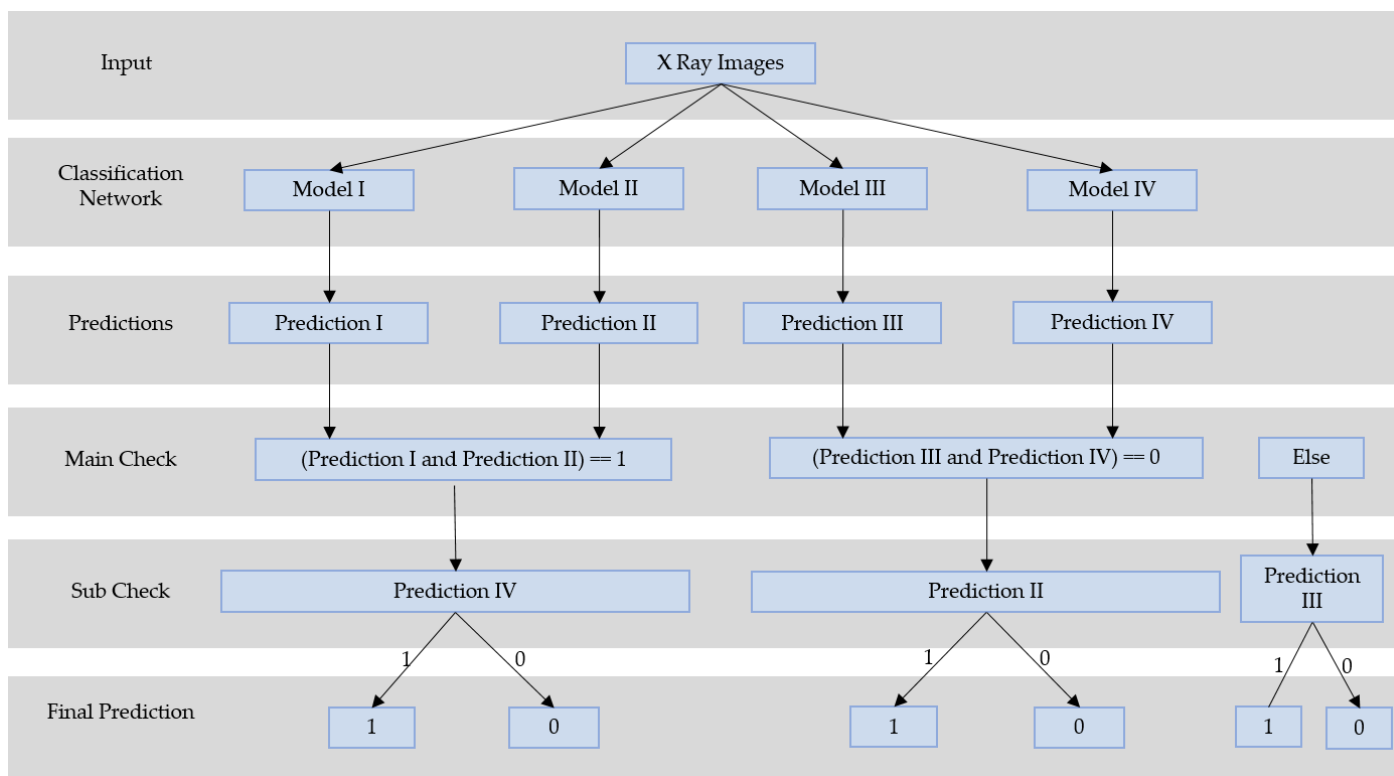 Input
X Ray Images
Classification
Network
Model I
Model II
Model III
Model IV
Predictions
Prediction I
Prediction II
Prediction III
Prediction IV
Main Check
(Prediction I and Prediction II) == 1
(Prediction III and Prediction IV) == 0
Else
Sub Check
Prediction IV
Prediction II
Prediction
III
1
0
1
0
1
0
Final Prediction
1
0
1
0
1
0